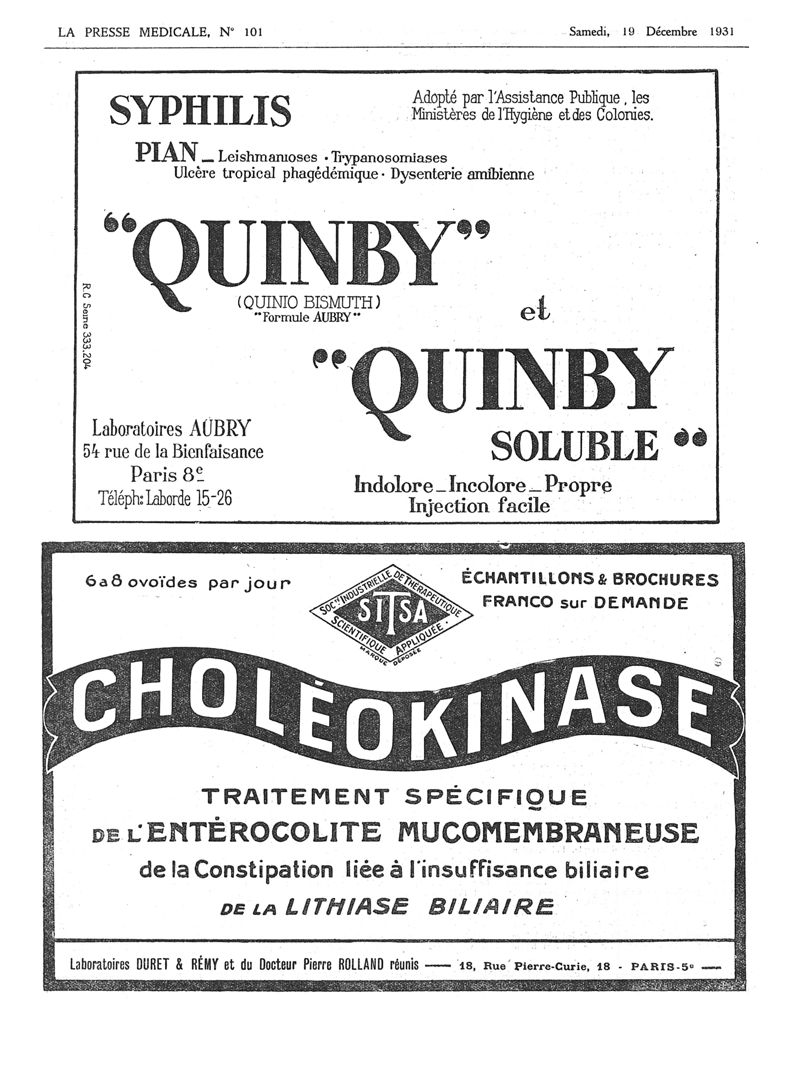 LA PRESSE MEDICALE, N° 101
Samedi, 19 Décembre 1931
SYPHILIS
Adopté par l'Assistance Publique, les
Ministères de l'Hygiène et des Colonies.
PIAN _ Leishmanioses · Trypanosomiases
Ulcère tropical phagédémique · Dysenterie amibienne
“QUINBY”
(QUINIO BISMUTH)
"Formule AUBRY"
R.C Seine 333.204
et
“QUINBY
SOLUBLE”
Laboratoires AUBRY
54 rue de la Bienfaisance
Paris 8e
Téléph: Laborde 15-26
Indolore _ Incolore _ Propre
Injection facile
6 a 8 ovoïdes par jour
SOCté INDUSTRIELLE DE THERAPEUTIQUE
SITSA
SCIENTIFIQUE APPLIQUÉE
MARQUE DÉPOSÉE
ÉCHANTILLONS & BROCHURES
FRANCO sur DEMANDE
CHOLÉOKINASE
TRAITEMENT SPÉCIFIQUE
DE L'ENTÉROCOLITE MUCOMEMBRANEUSE
de la Constipation liée à l'insuffisance biliaire
DE LA LITHIASE BILIAIRE
Laboratoires DURET & RÉMY et du Docteur Pierre ROLLAND réunis — 18, Rue Pierre-Curie, 18 - PARIS-5e —